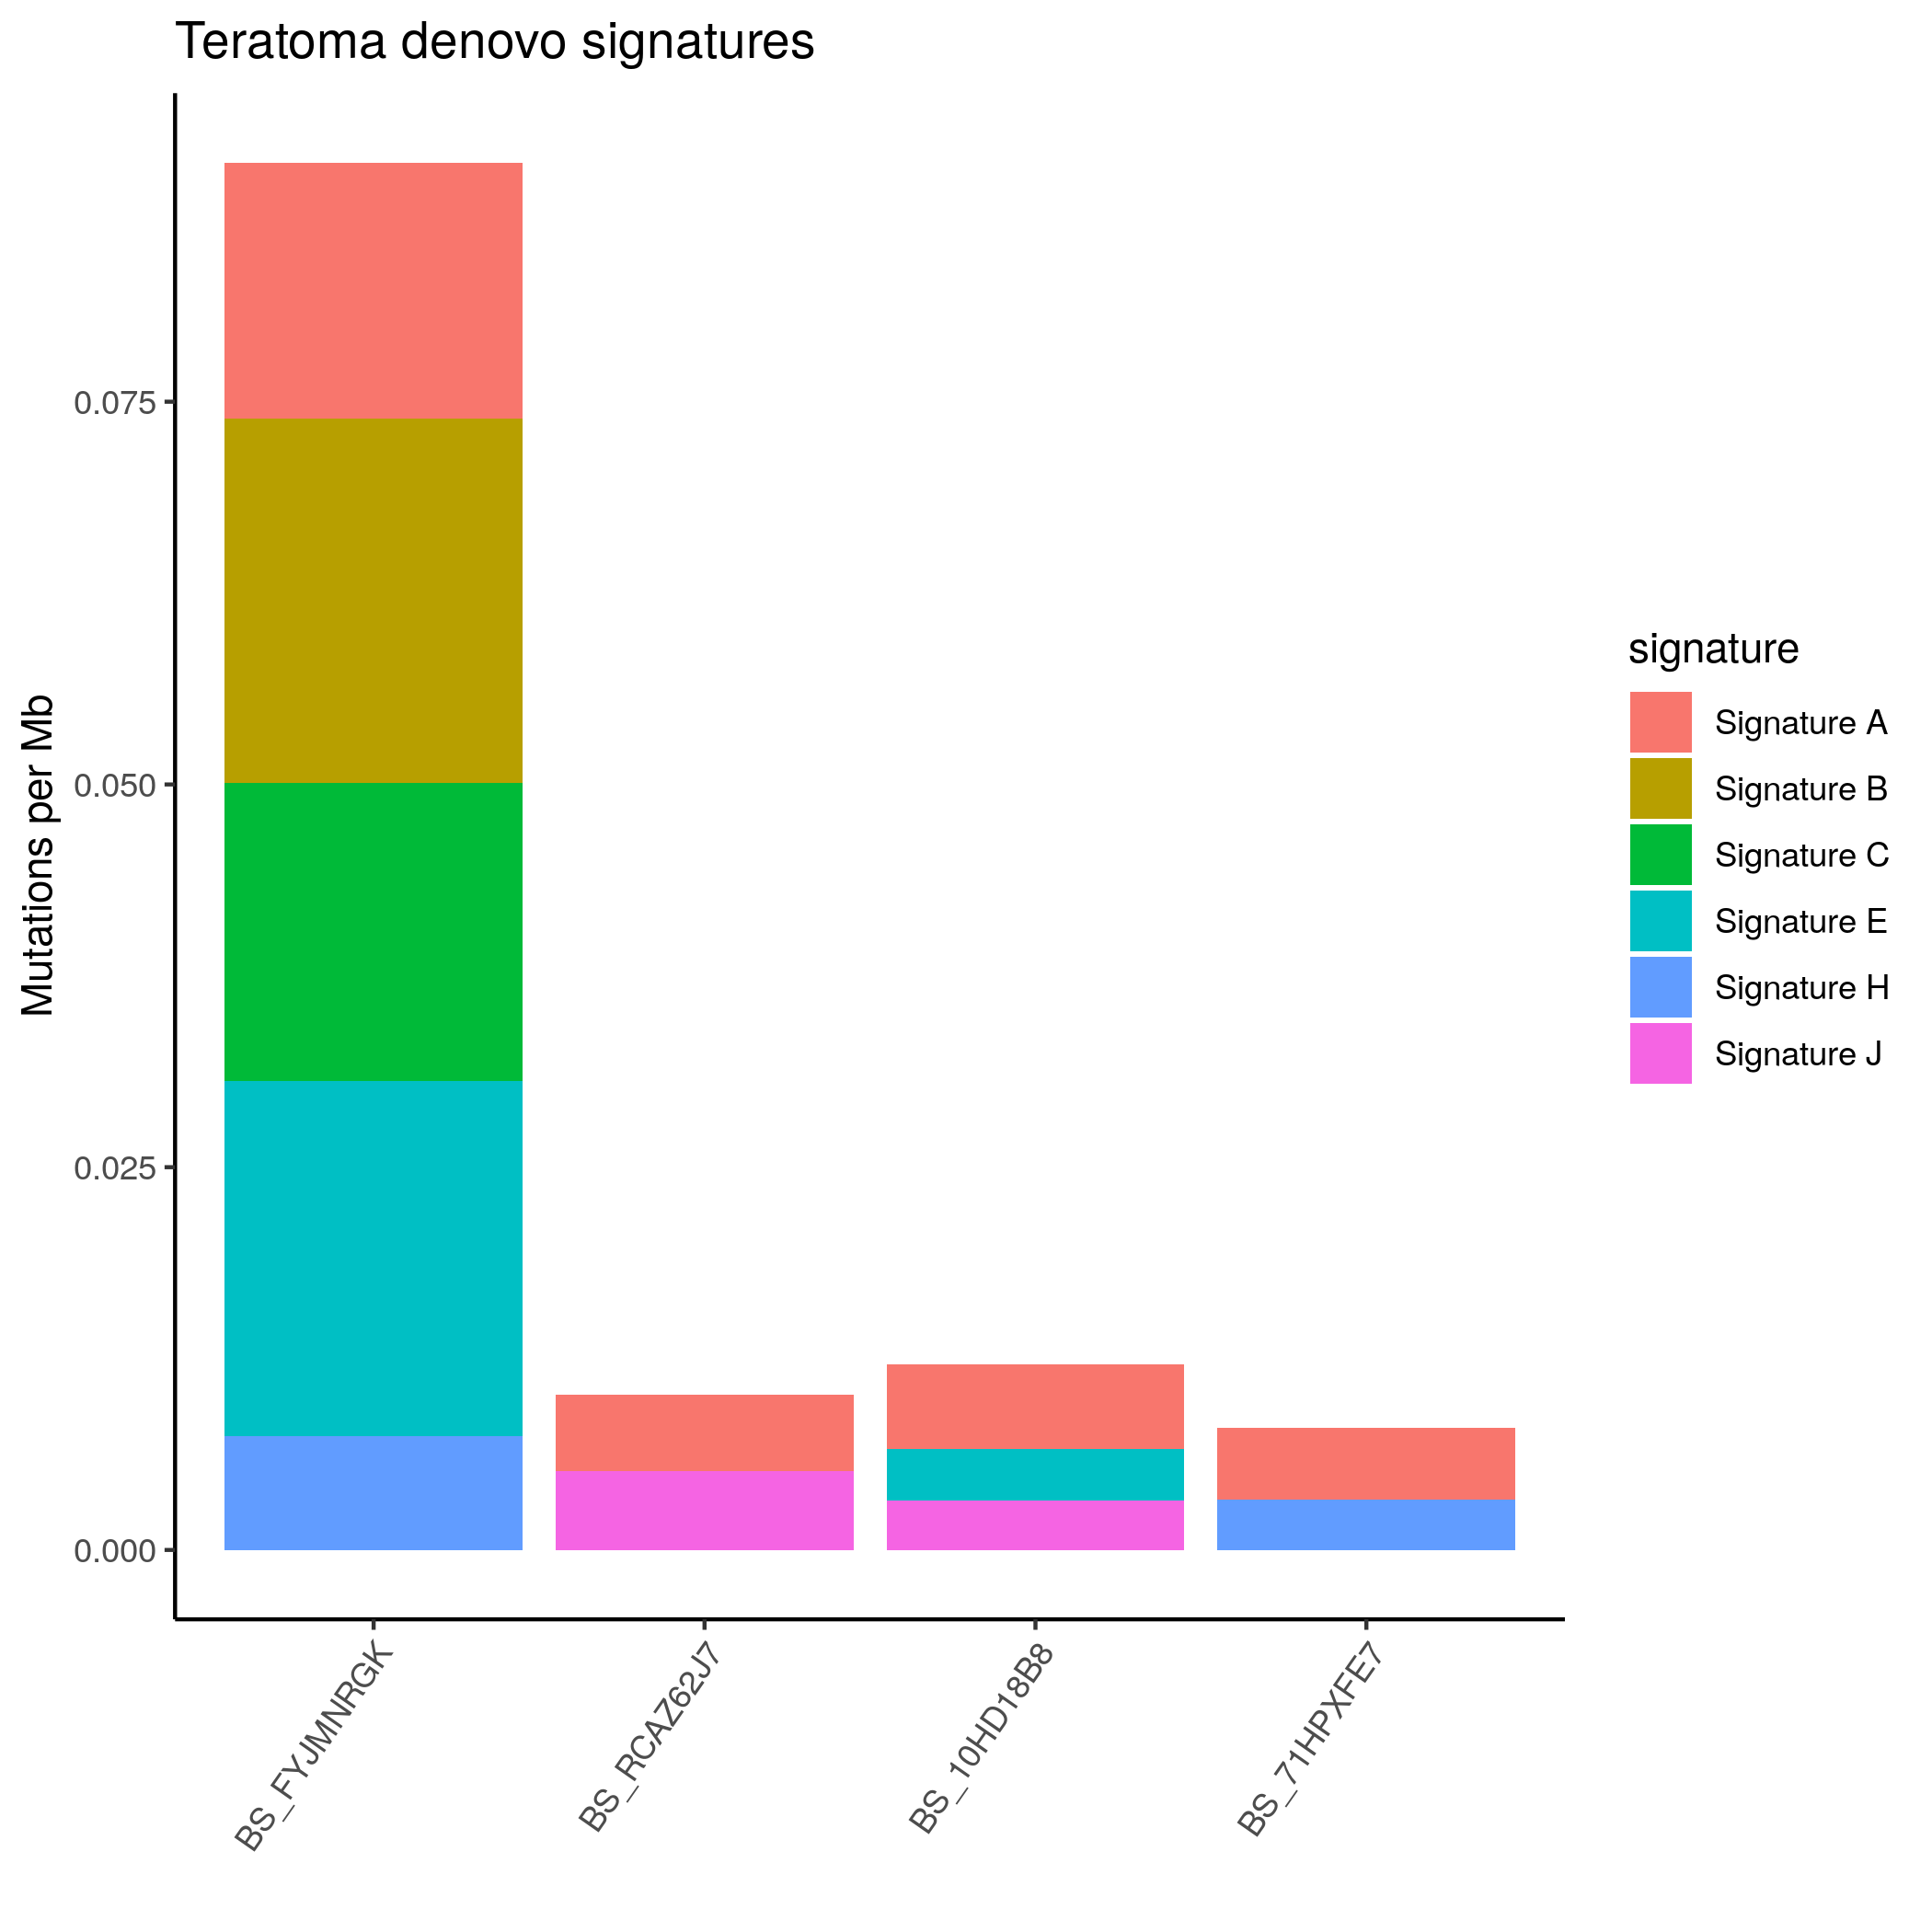 Teratoma denovo signatures
Mutations per Mb
0.075
0.050
0.025
0.000
BS_FYJMNRGK
BS_RCAZ62J7
BS_10HD18B8
BS_71HPXFE7
signature
Signature A
Signature B
Signature C
Signature E
Signature H
Signature J